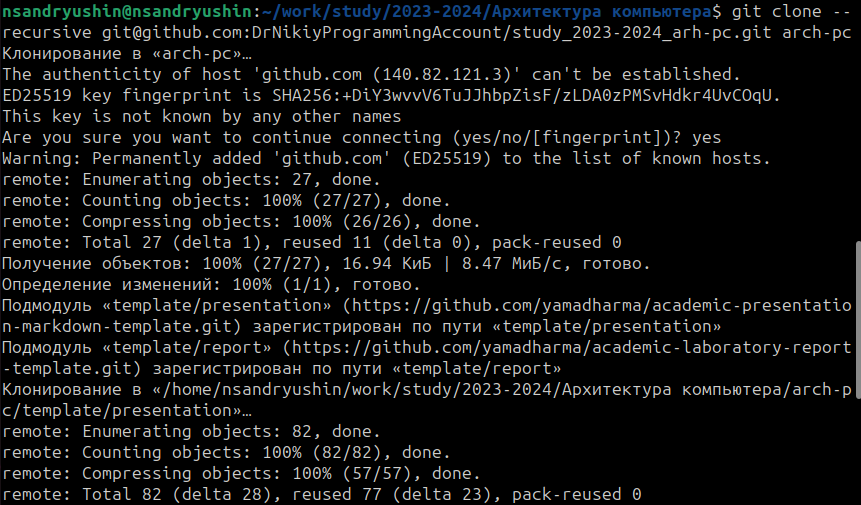 nsandryushin@nsandryushin:~/work/study/2023-2024/Архитектура компьютера$ git clone --
recursive git@github.com:DrNikiyProgrammingAccount/study_2023-2024_arh-pc.git arch-pc
Клонирование в «arch-pc»…
The authenticity of host 'github.com (140.82.121.3)' can't be established.
ED25519 key fingerprint is SHA256:+DiY3wvvV6TuJJhbpZisF/zLDA0zPMSvHdkr4UvCOqU.
This key is not known by any other names
Are you sure you want to continue connecting (yes/no/[fingerprint])? yes
Warning: Permanently added 'github.com' (ED25519) to the list of known hosts.
remote: Enumerating objects: 27, done.
remote: Counting objects: 100% (27/27), done.
remote: Compressing objects: 100% (26/26), done.
remote: Total 27 (delta 1), reused 11 (delta 0), pack-reused 0
Получение объектов: 100% (27/27), 16.94 КиБ | 8.47 МиБ/с, готово.
Определение изменений: 100% (1/1), готово.
Подмодуль «template/presentation» (https://github.com/yamadharma/academic-presentatio
n-markdown-template.git) зарегистрирован по пути «template/presentation»
Подмодуль «template/report» (https://github.com/yamadharma/academic-laboratory-report
-template.git) зарегистрирован по пути «template/report»
Клонирование в «/home/nsandryushin/work/study/2023-2024/Архитектура компьютера/arch-p
c/template/presentation»…
remote: Enumerating objects: 82, done.
remote: Counting objects: 100% (82/82), done.
remote: Compressing objects: 100% (57/57), done.
remote: Total 82 (delta 28), reused 77 (delta 23), pack-reused 0